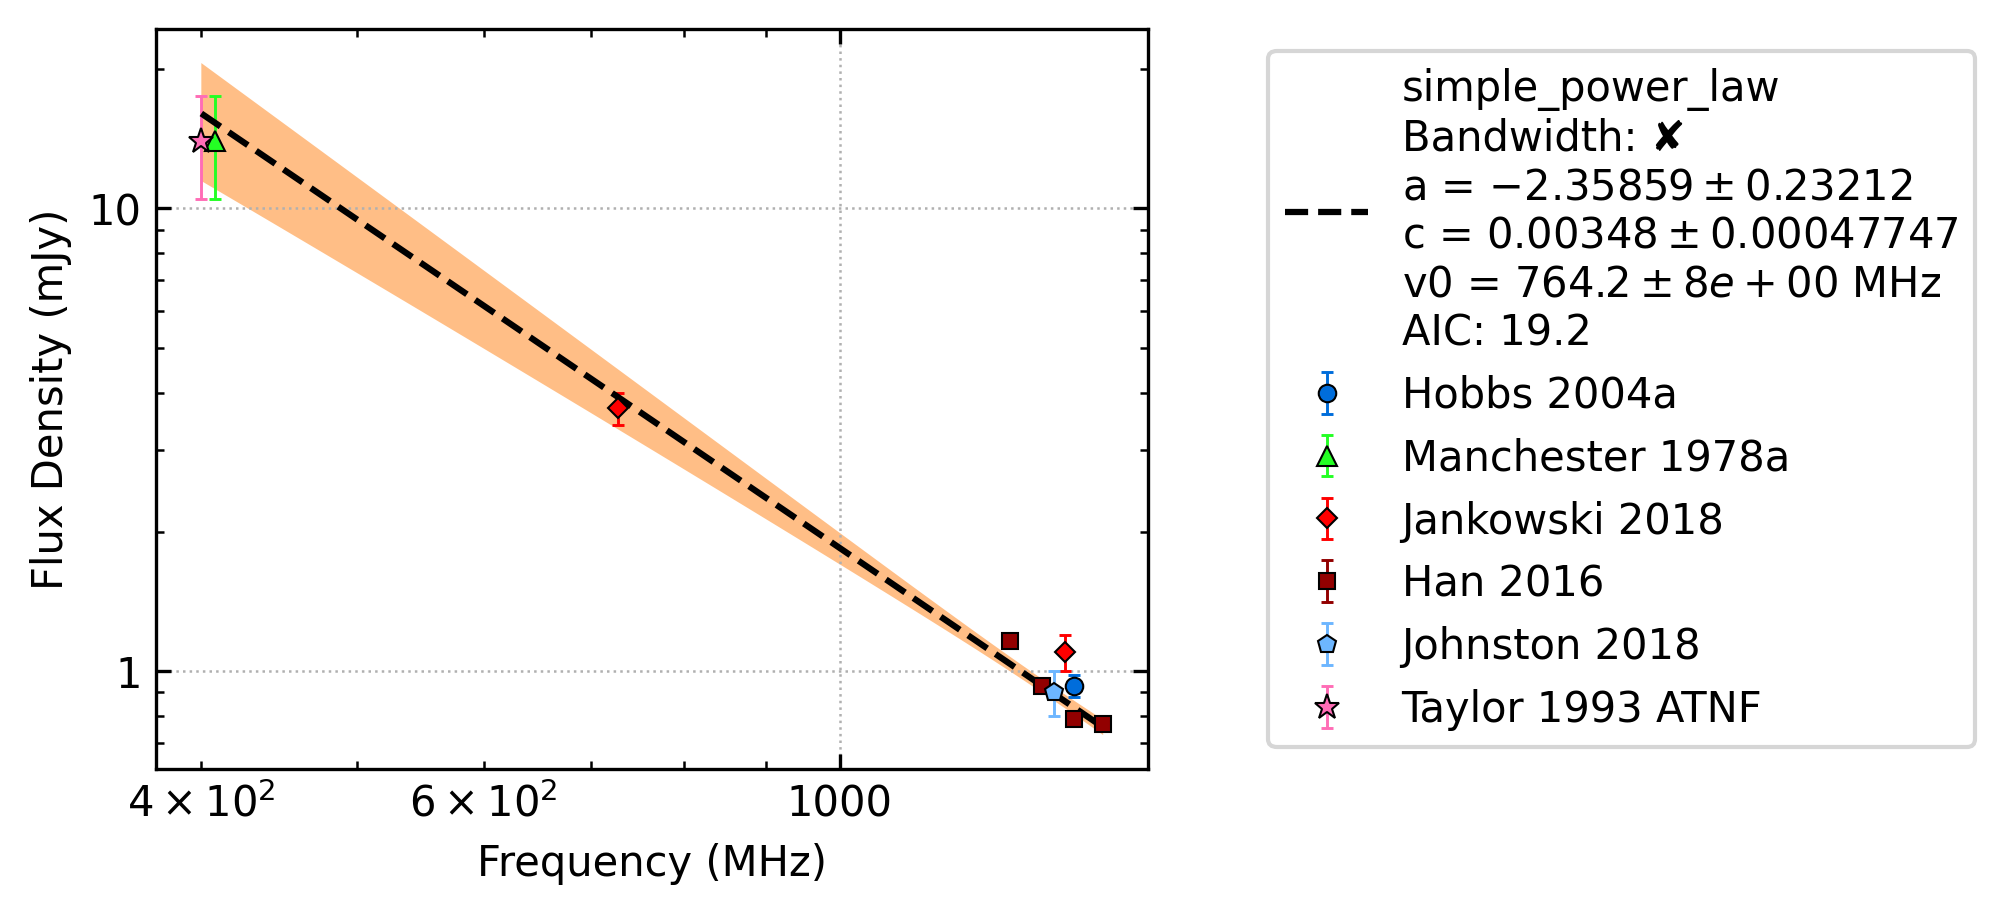 10
1
Flux Density (mJy)
4 × 10²
6 × 10²
1000
Frequency (MHz)
simple_power_law
Bandwidth: ✘
a = −2.35859 ± 0.23212
c = 0.00348 ± 0.00047747
v0 = 764.2 ± 8e + 00 MHz
AIC: 19.2
Hobbs 2004a
Manchester 1978a
Jankowski 2018
Han 2016
Johnston 2018
Taylor 1993 ATNF